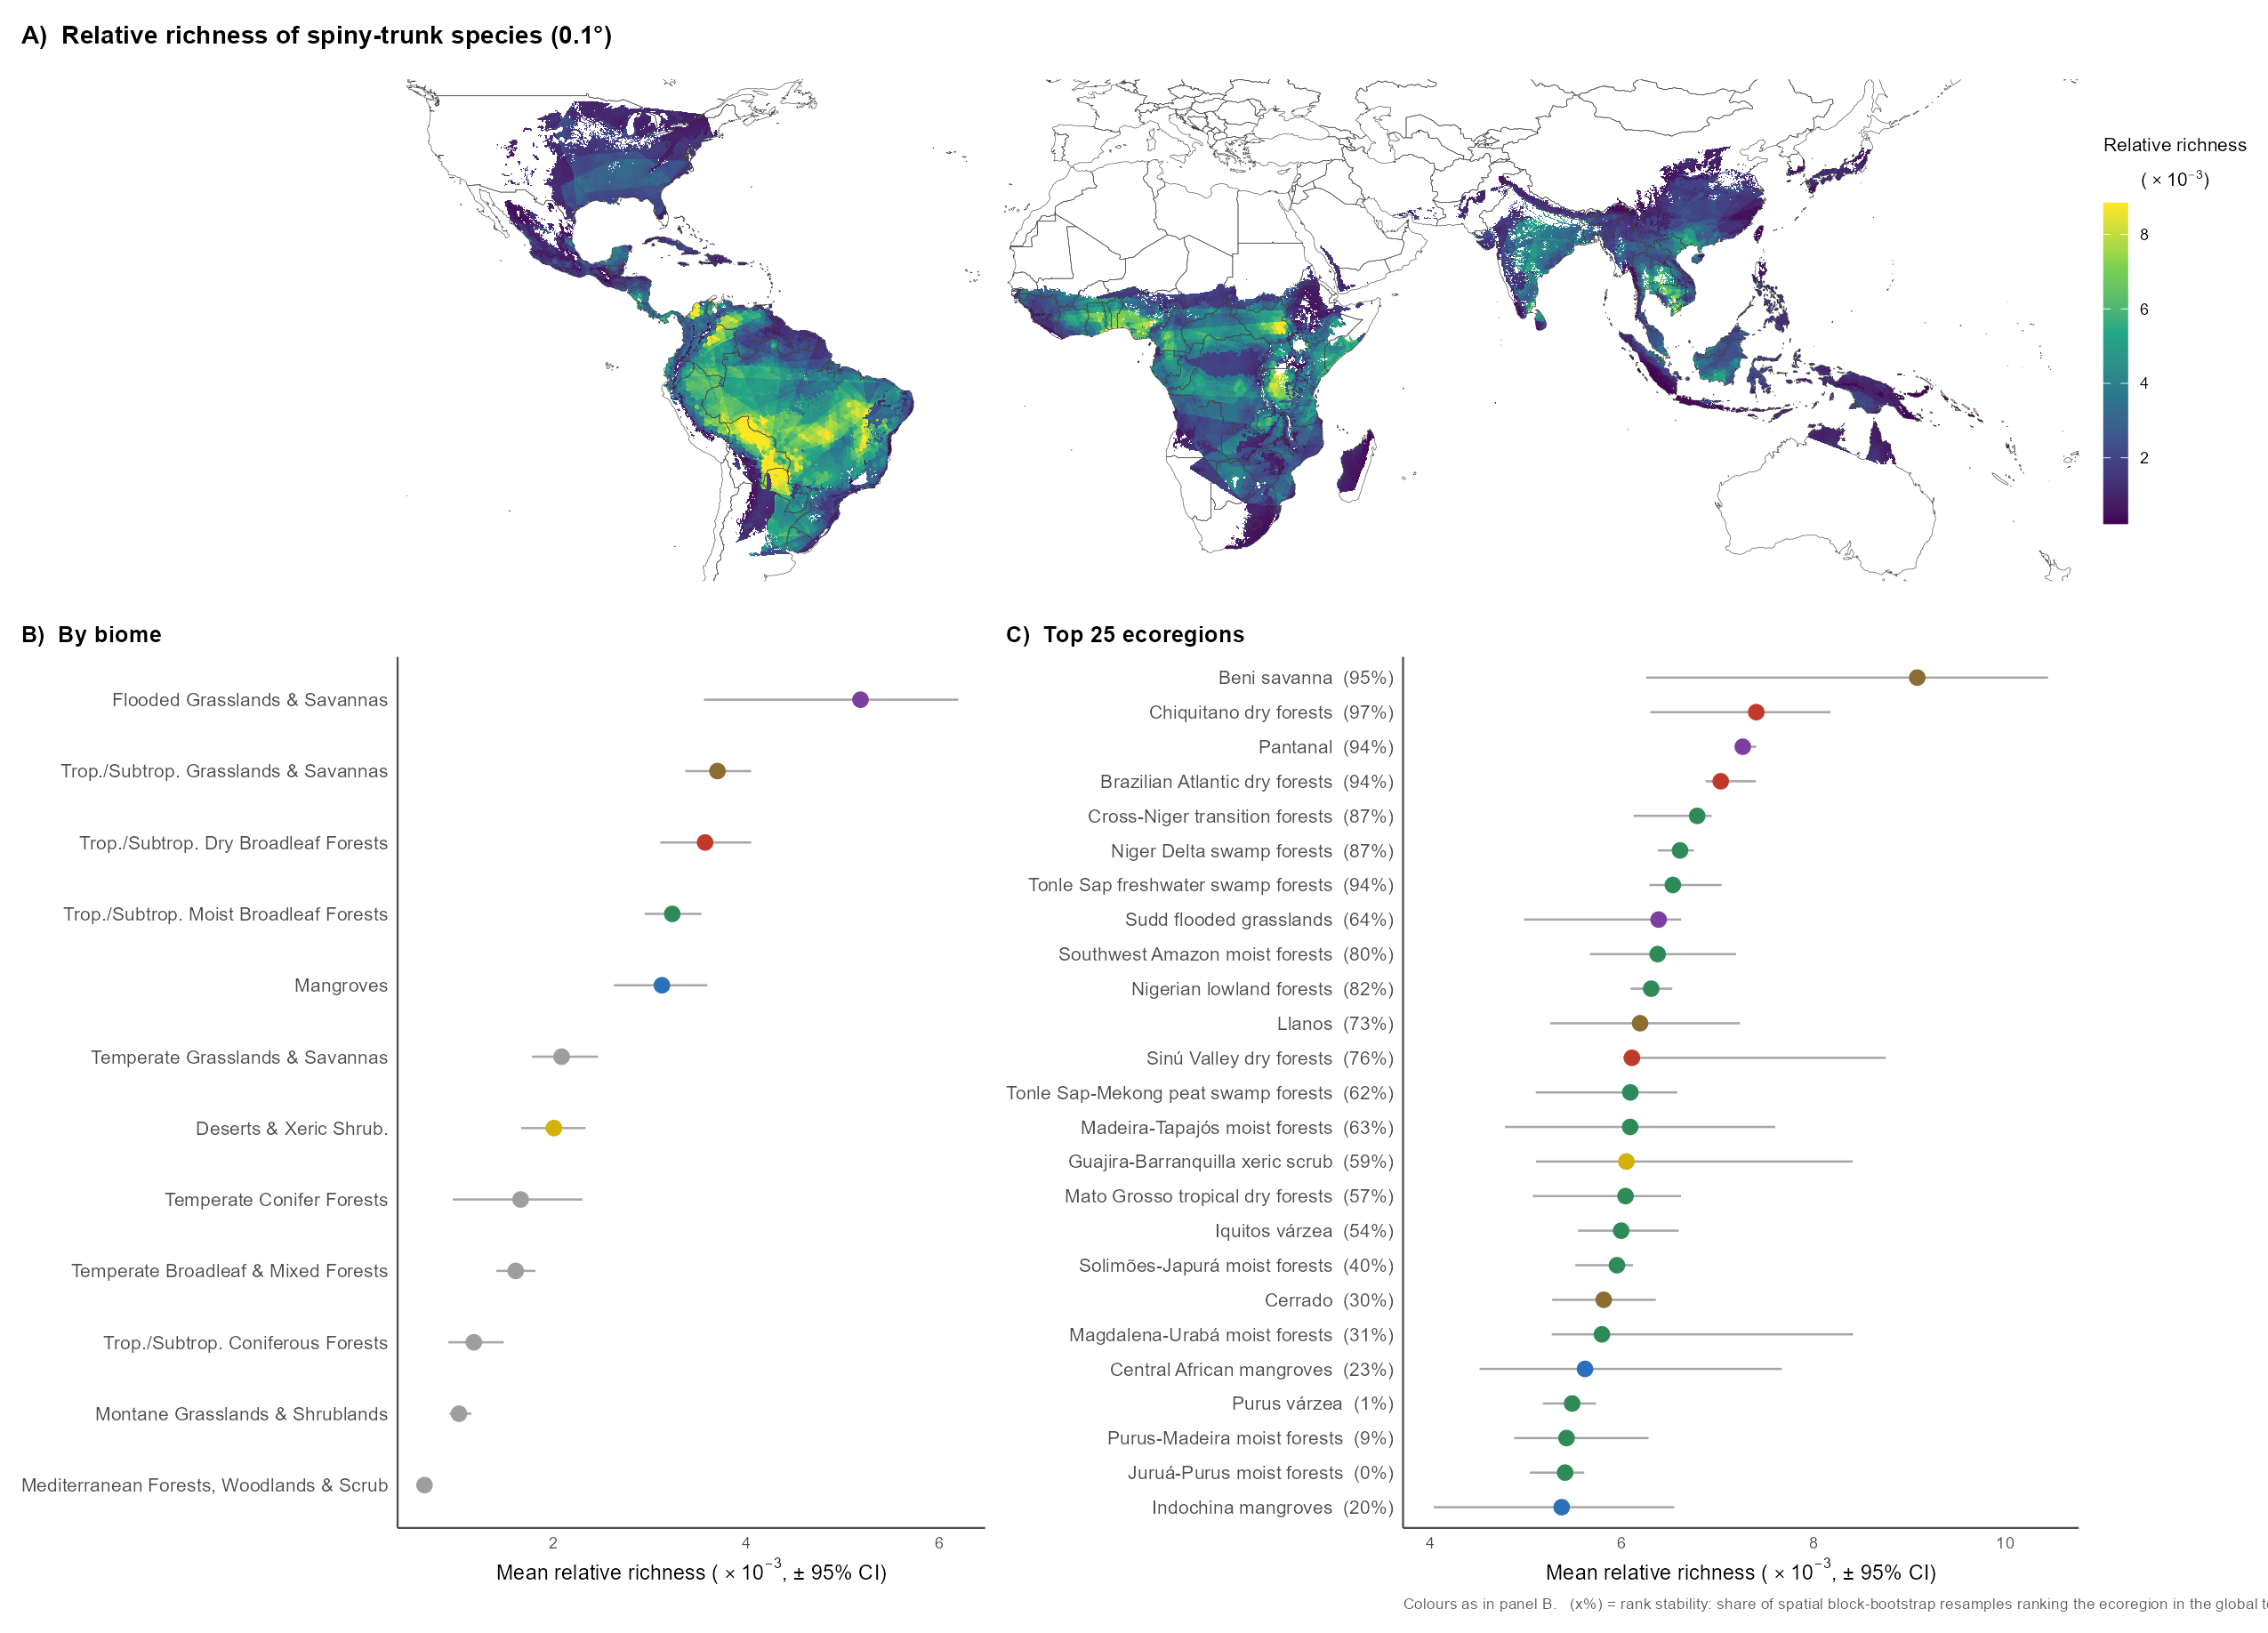 A)  Relative richness of spiny-trunk species (0.1°)
Relative richness
( × 10⁻³)
8
6
4
2
B)  By biome
Flooded Grasslands & Savannas
Trop./Subtrop. Grasslands & Savannas
Trop./Subtrop. Dry Broadleaf Forests
Trop./Subtrop. Moist Broadleaf Forests
Mangroves
Temperate Grasslands & Savannas
Deserts & Xeric Shrub.
Temperate Conifer Forests
Temperate Broadleaf & Mixed Forests
Trop./Subtrop. Coniferous Forests
Montane Grasslands & Shrublands
Mediterranean Forests, Woodlands & Scrub
2 4 6
Mean relative richness ( × 10⁻³, ± 95% CI)
C)  Top 25 ecoregions
Beni savanna (95%)
Chiquitano dry forests (97%)
Pantanal (94%)
Brazilian Atlantic dry forests (94%)
Cross-Niger transition forests (87%)
Niger Delta swamp forests (87%)
Tonle Sap freshwater swamp forests (94%)
Sudd flooded grasslands (64%)
Southwest Amazon moist forests (80%)
Nigerian lowland forests (82%)
Llanos (73%)
Sinú Valley dry forests (76%)
Tonle Sap-Mekong peat swamp forests (62%)
Madeira-Tapajós moist forests (63%)
Guajira-Barranquilla xeric scrub (59%)
Mato Grosso tropical dry forests (57%)
Iquitos várzea (54%)
Solimões-Japurá moist forests (40%)
Cerrado (30%)
Magdalena-Urabá moist forests (31%)
Central African mangroves (23%)
Purus várzea (1%)
Purus-Madeira moist forests (9%)
Juruá-Purus moist forests (0%)
Indochina mangroves (20%)
4 6 8 10
Mean relative richness ( × 10⁻³, ± 95% CI)
Colours as in panel B. (x%) = rank stability: share of spatial block-bootstrap resamples ranking the ecoregion in the global